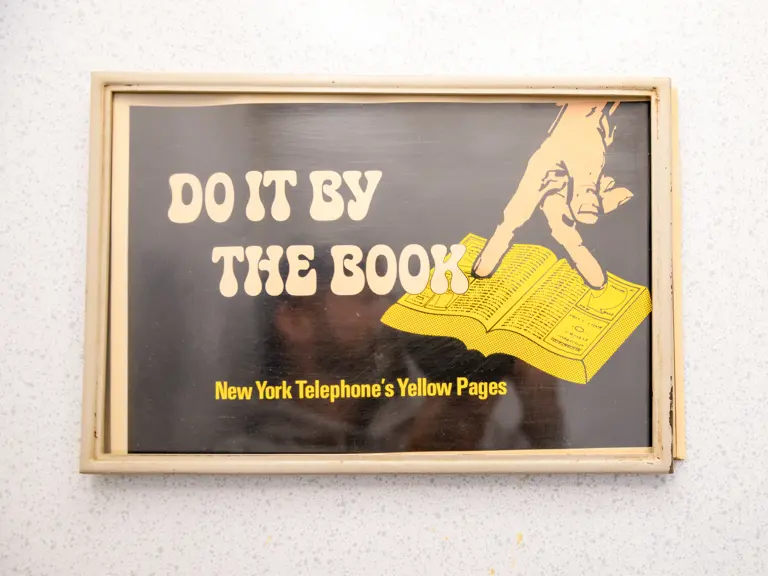 DO IT BY
THE BOOK
New York Telephone's Yellow Pages